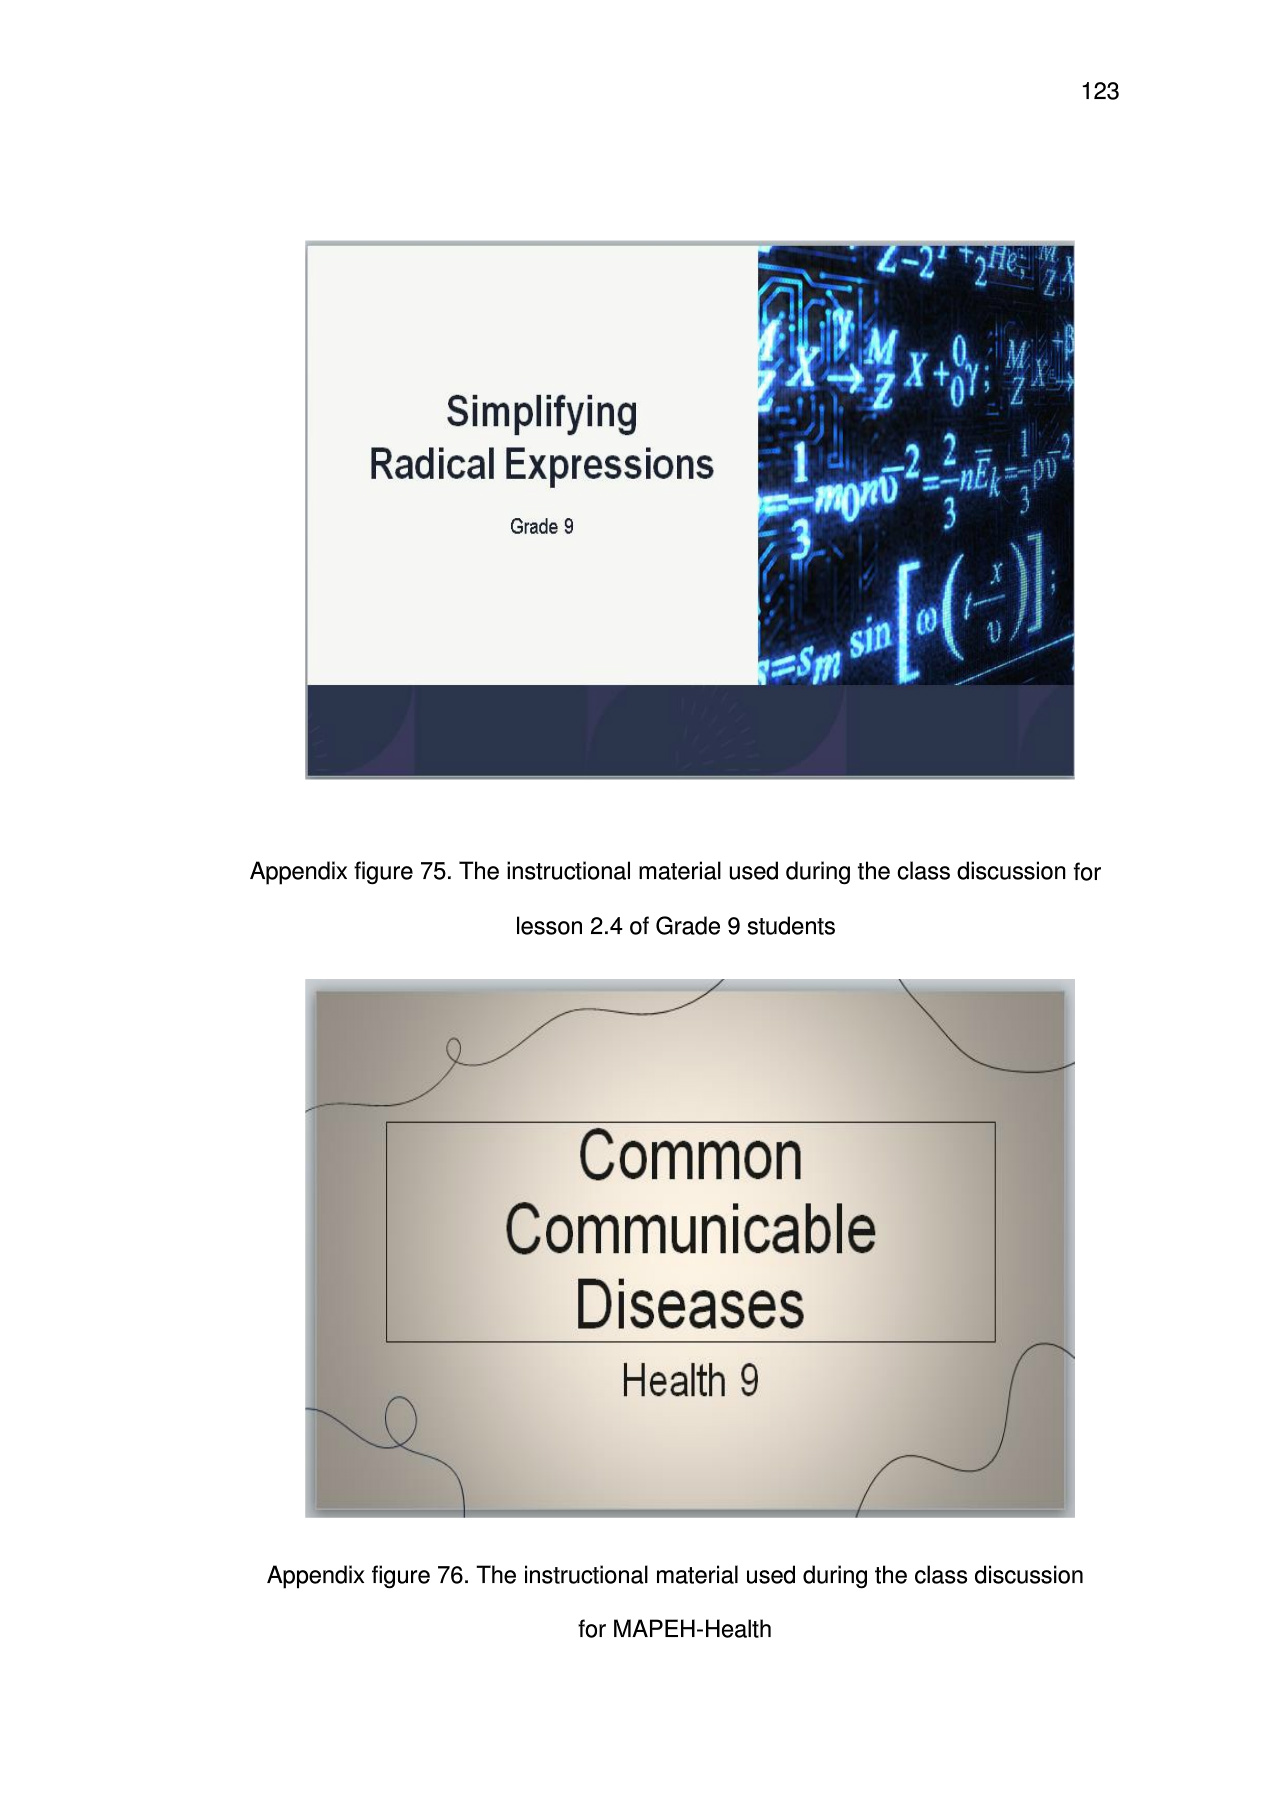 123
Simplifying
Radical Expressions
Grade 9
Appendix figure 75. The instructional material used during the class discussion for
lesson 2.4 of Grade 9 students
Common
Communicable
Diseases
Health 9
Appendix figure 76. The instructional material used during the class discussion
for MAPEH-Health